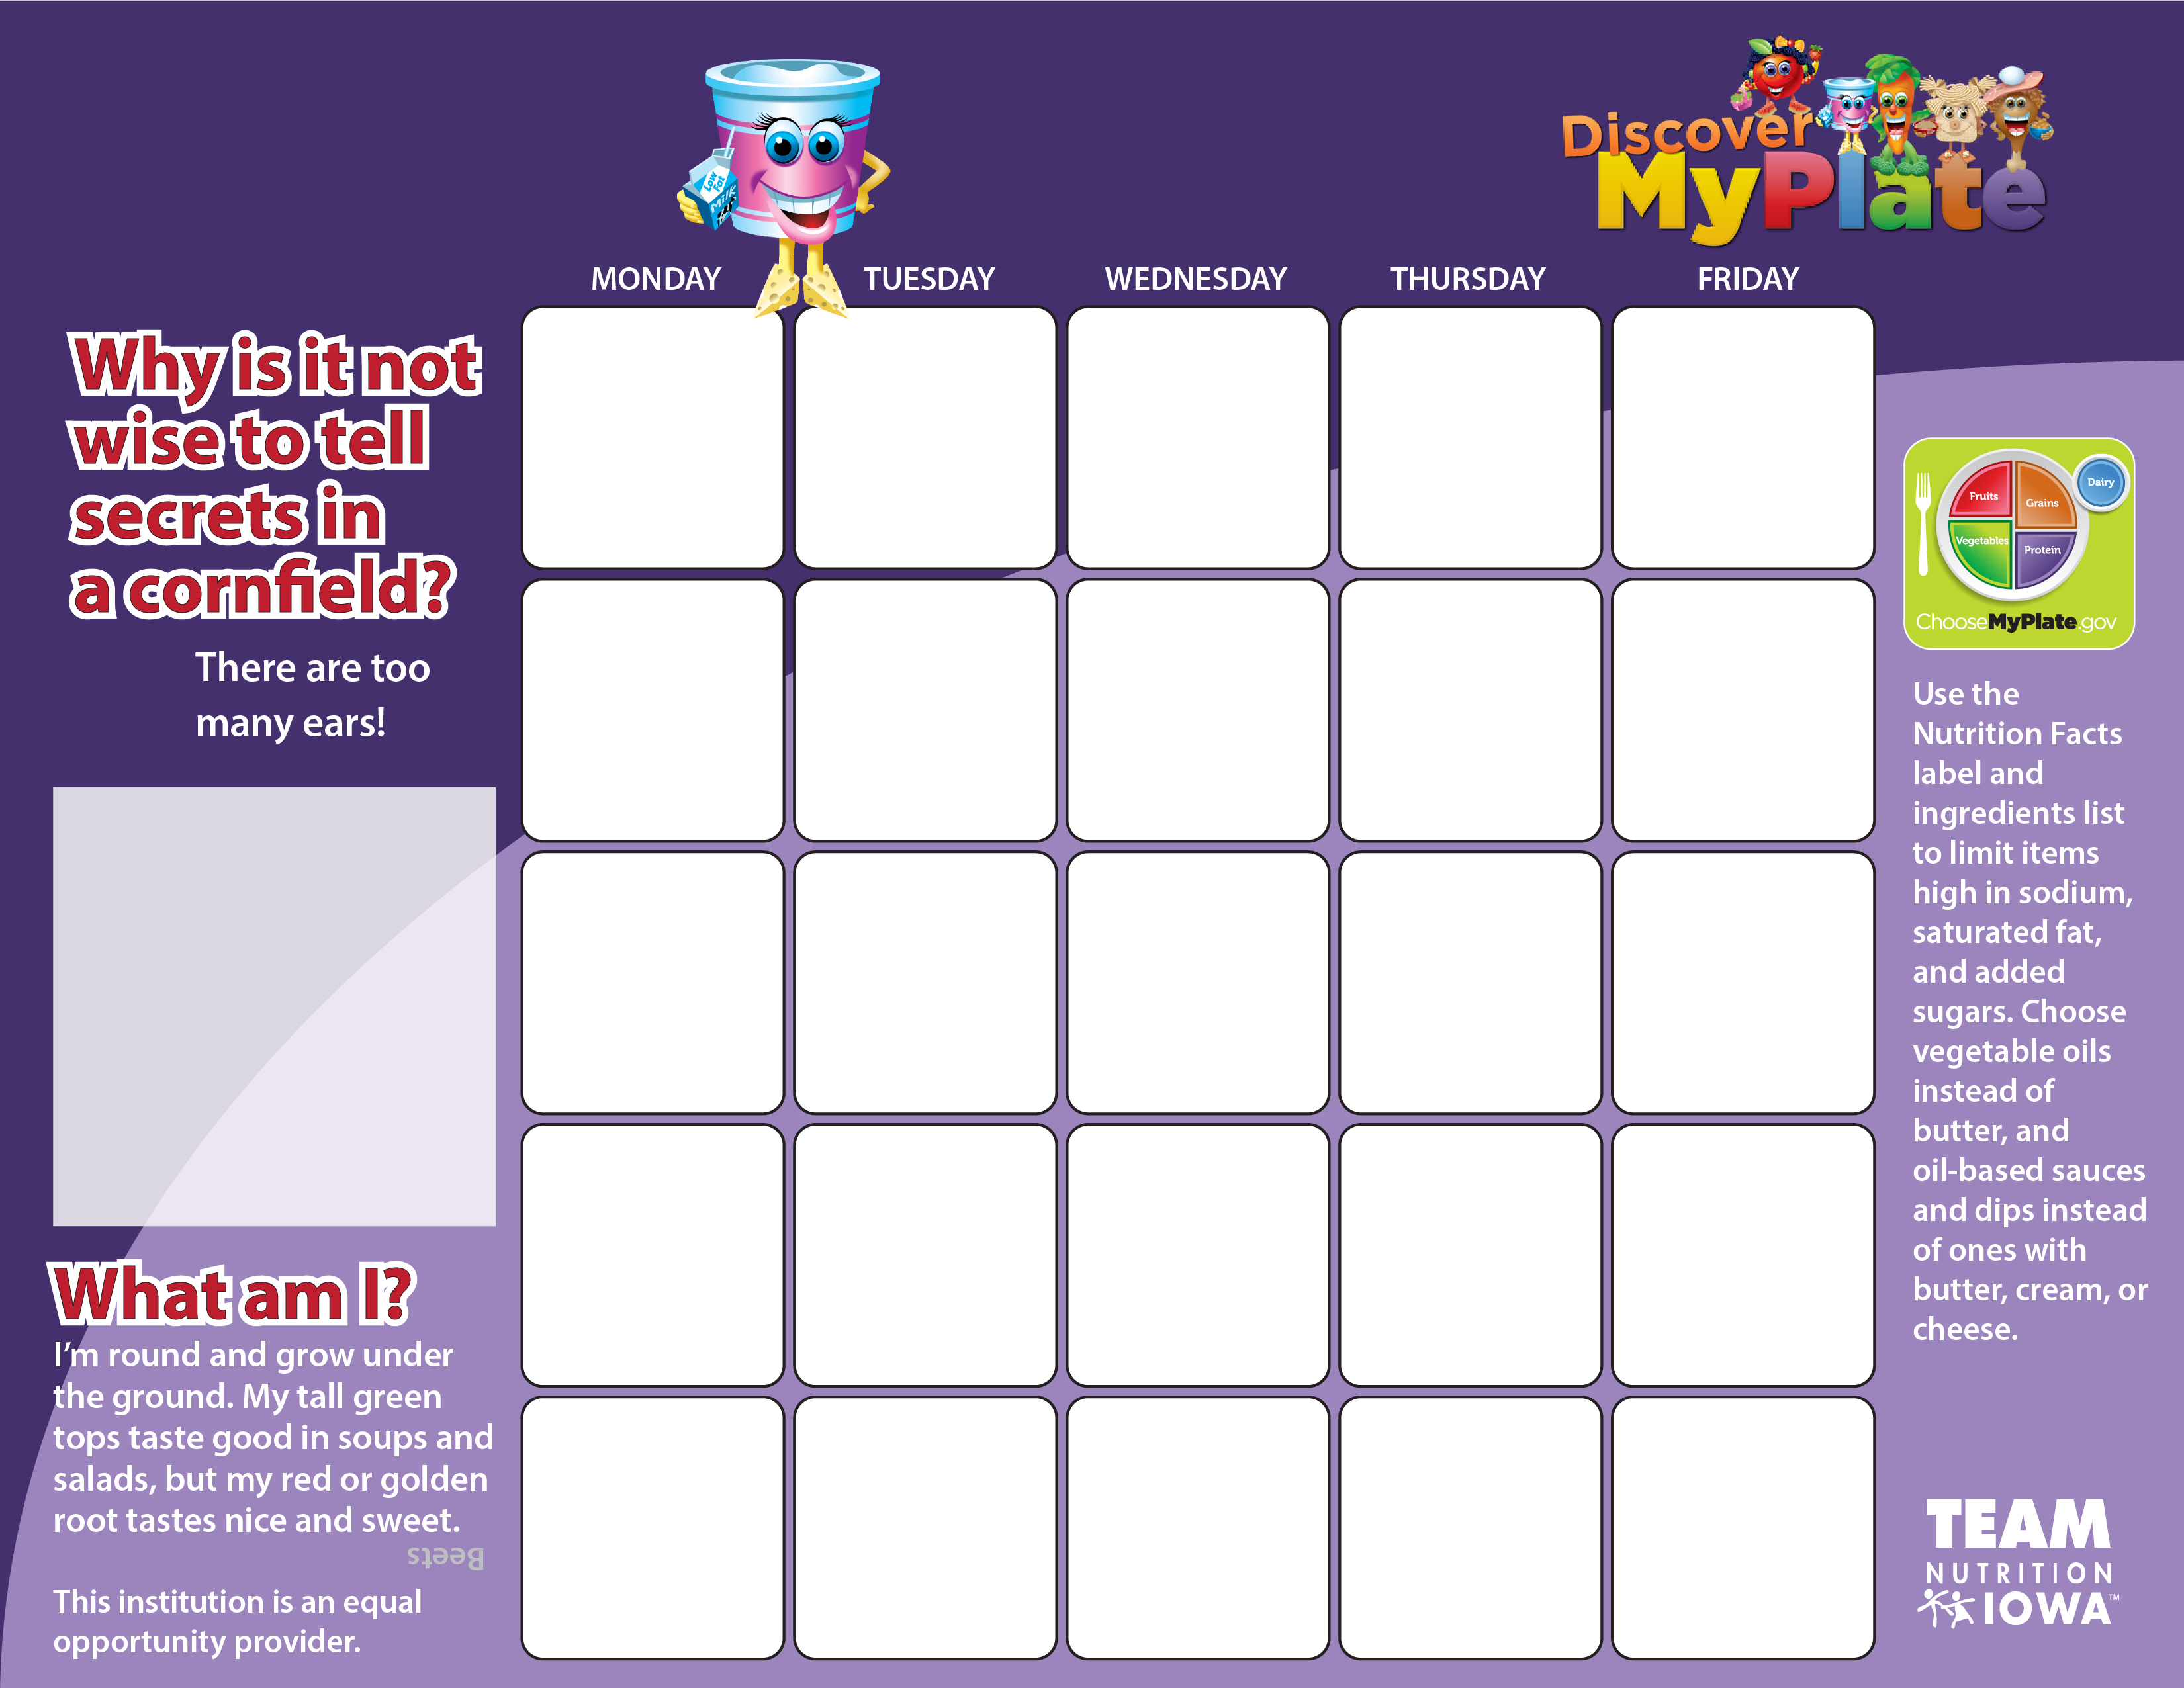 Discover
MyPlate
Low
Fat
Milk
MONDAY
TUESDAY
WEDNESDAY
THURSDAY
FRIDAY
Why is it not
wise to tell
secrets in
a cornfield?
There are too
many ears!
What am I?
I'm round and grow under
the ground. My tall green
tops taste good in soups and
salads, but my red or golden
root tastes nice and sweet.
Beets
This institution is an equal
opportunity provider.
Fruits
Grains
Dairy
Vegetables
Protein
ChooseMyPlate.gov
Use the
Nutrition Facts
label and
ingredients list
to limit items
high in sodium,
saturated fat,
and added
sugars. Choose
vegetable oils
instead of
butter, and
oil-based sauces
and dips instead
of ones with
butter, cream, or
cheese.
TEAM
NUTRITION
IOWA™